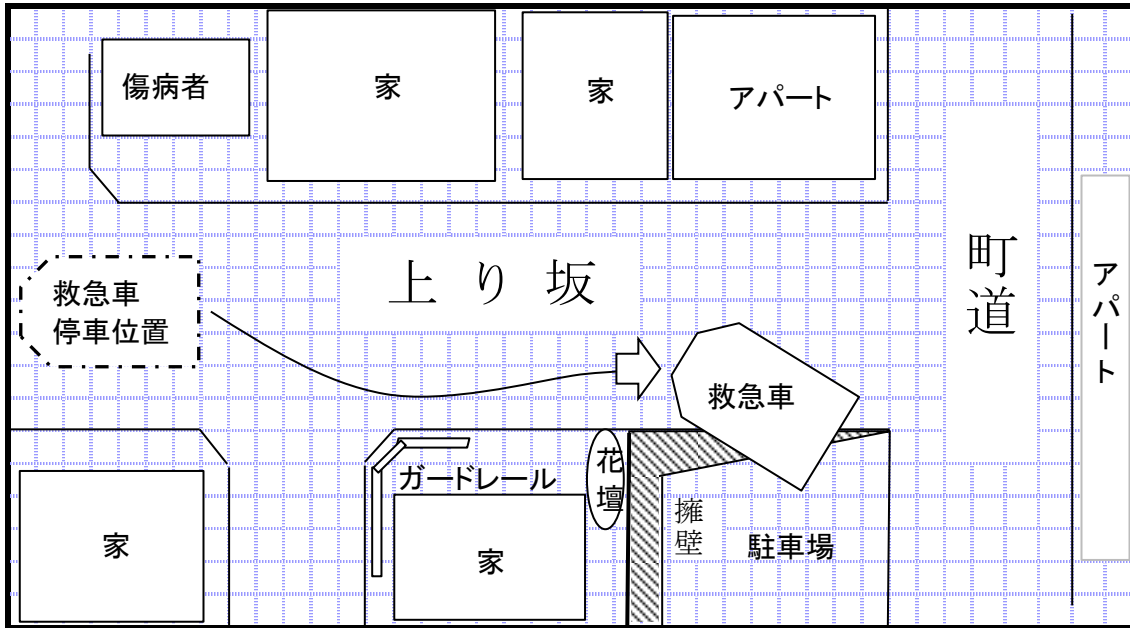 傷病者
家
家
アパート
上り坂
町道
アパート
救急車
停車位置
救急車
ガードレール
花壇
擁壁
駐車場
家
家